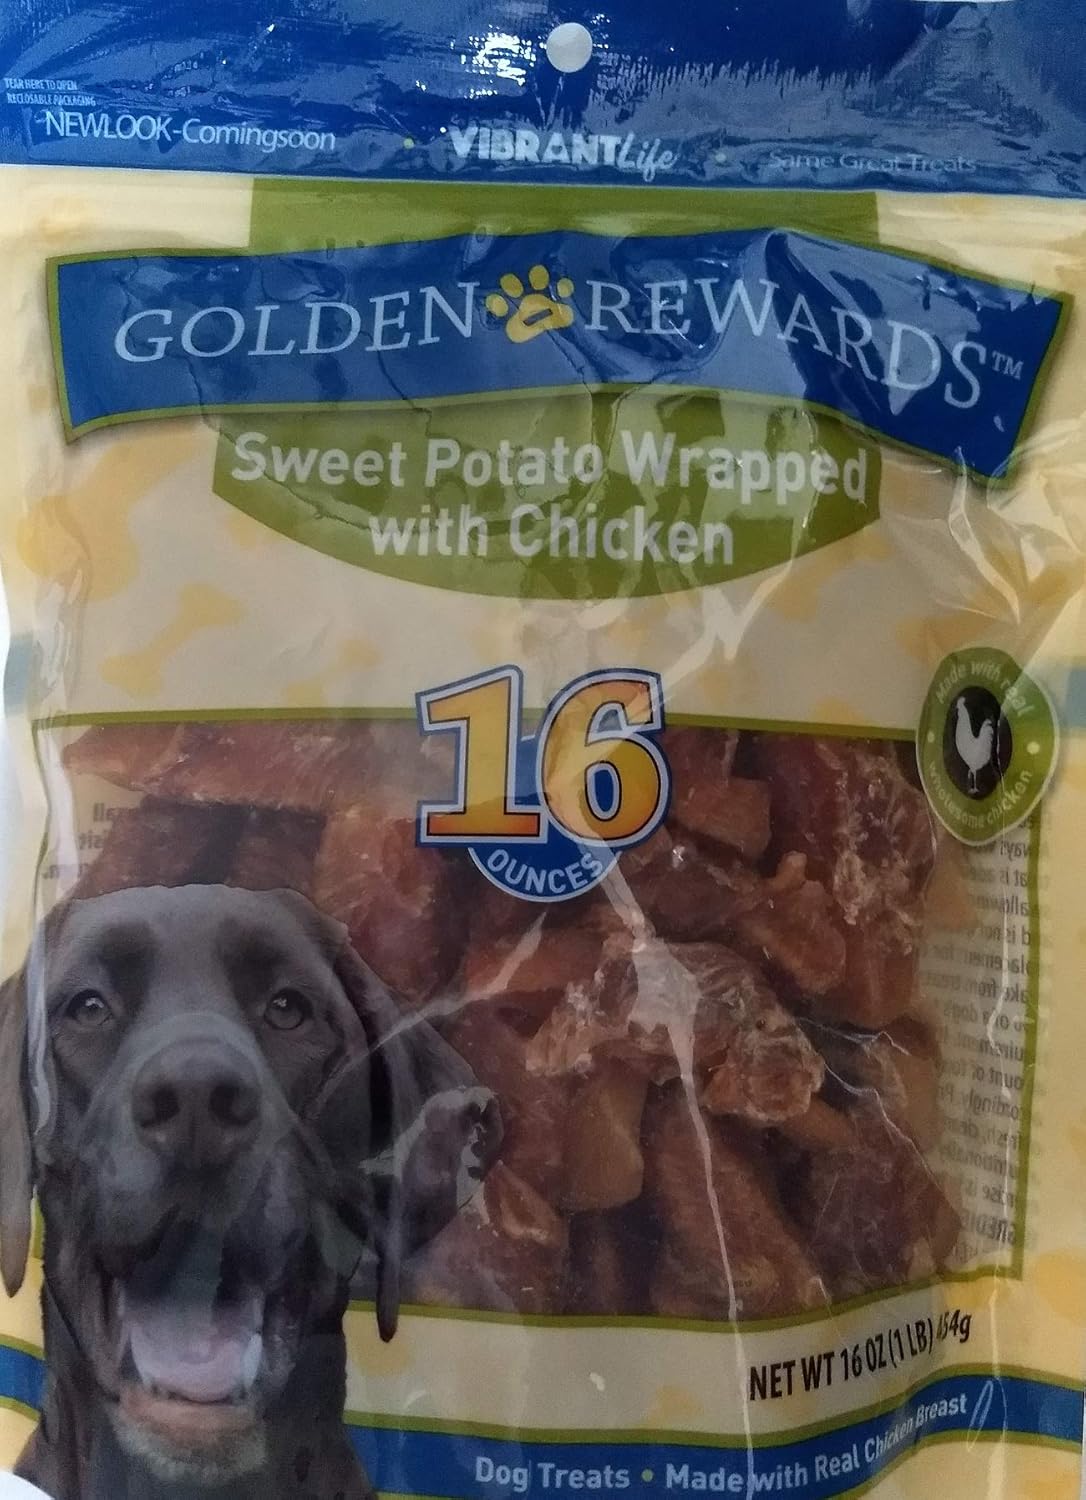 TEAR HERE TO OPEN
RECLOSABLE PACKAGING
NEWLOOK-Comingsoon • VIBRANTLife • Same Great Treats
GOLDEN REWARDS™
Sweet Potato Wrapped
with Chicken
16
OUNCES
Made with real
wholesome chicken
NET WT 16 OZ (1 LB) 454g
Dog Treats • Made with Real Chicken Breast